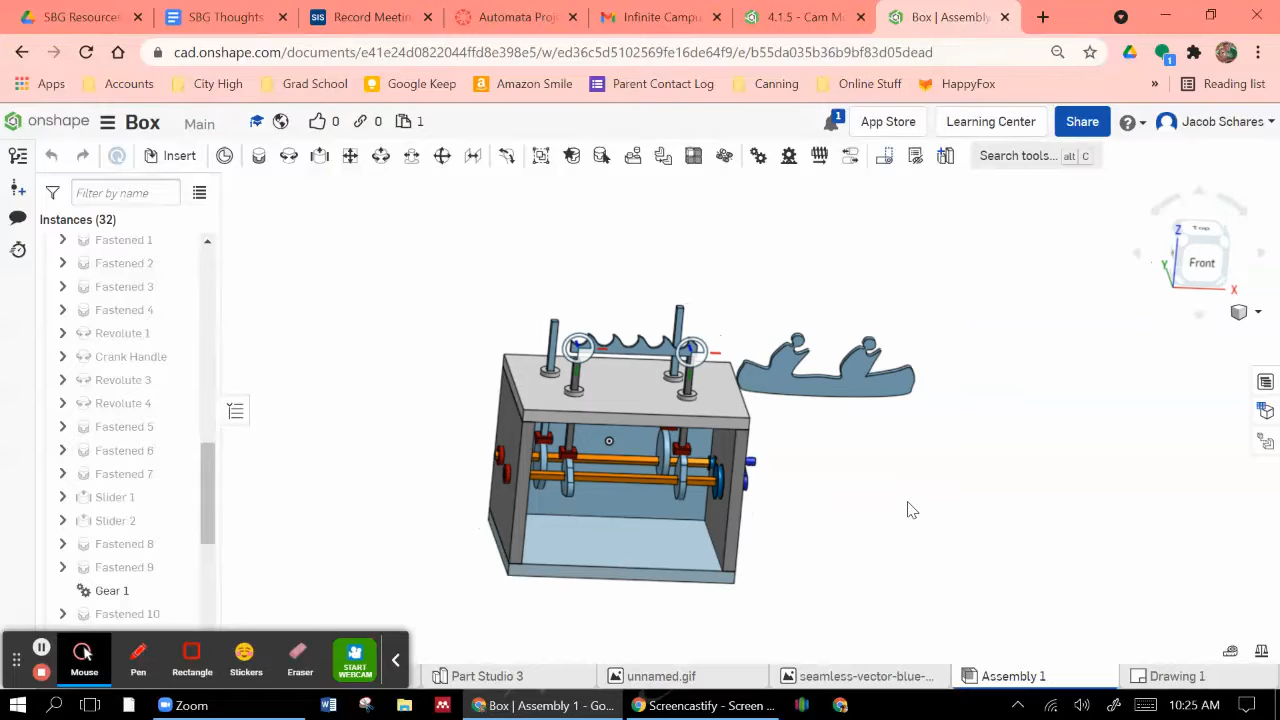 SBG Resources
SBG Thoughts
SIS
Record Meetin
Automata Proj
Infinite Campu
4.1.5 - Cam M
Box | Assembly
cad.onshape.com/documents/e41e24d0822044ffd8e398e5/w/ed36c5d5102569fe16de64f9/e/b55da035b36b9bf83d05dead
1
Apps
Accounts
City High
Grad School
Google Keep
Amazon Smile
Parent Contact Log
Canning
Online Stuff
HappyFox
»
Reading list
onshape
Box
Main
0
0
1
1
App Store
Learning Center
Share
Jacob Schares
Insert
Search tools...
alt
C
Filter by name
Instances (32)
Fastened 1
Fastened 2
Fastened 3
Fastened 4
Revolute 1
Crank Handle
Revolute 3
Revolute 4
Fastened 5
Fastened 6
Fastened 7
Slider 1
Slider 2
Fastened 8
Fastened 9
Gear 1
Fastened 10
Top
Z
Front
Y
X
Mouse
Pen
Rectangle
Stickers
Eraser
START
WEBCAM
Part Studio 3
unnamed.gif
seamless-vector-blue-...
Assembly 1
Drawing 1
Zoom
Box | Assembly 1 - Go...
Screencastify - Screen ...
10:25 AM